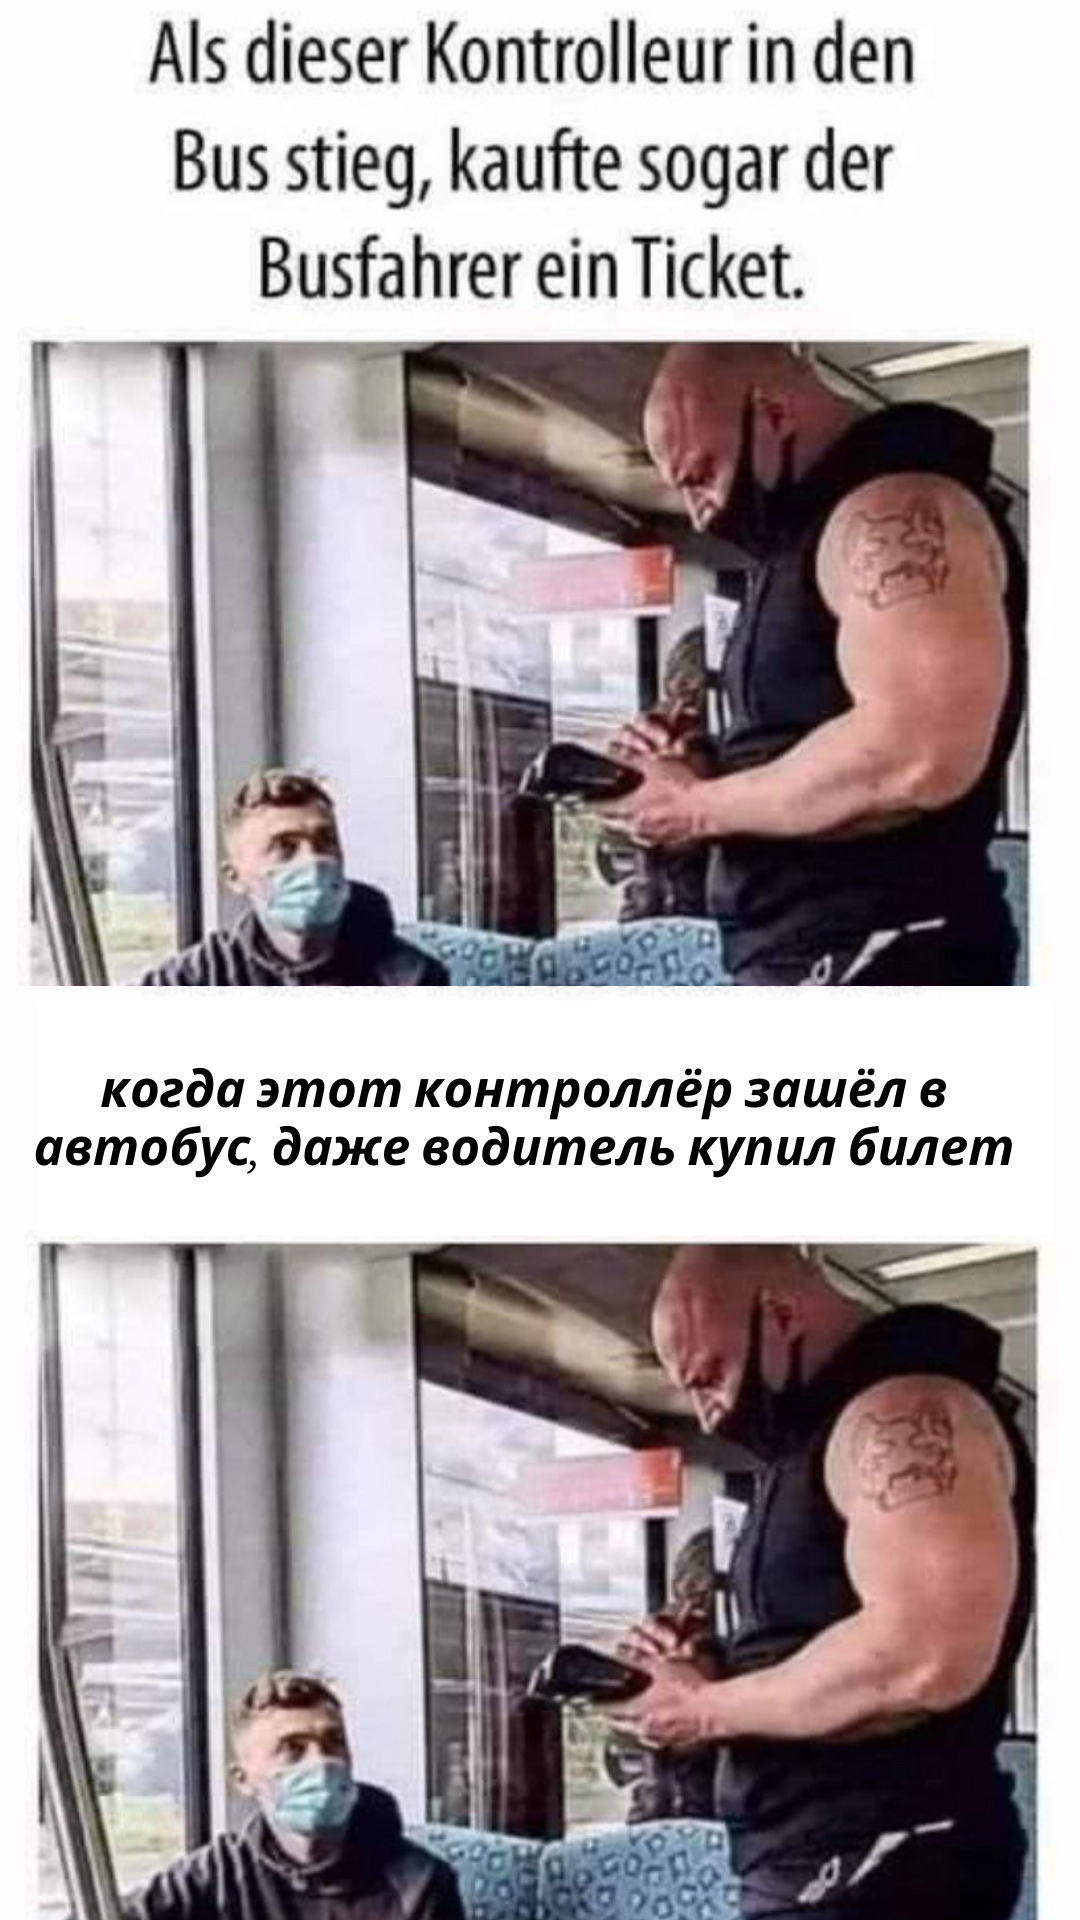 Als dieser Kontrolleur in den
Bus stieg, kaufte sogar der
Busfahrer ein Ticket.
когда этот контроллёр зашёл в
автобус, даже водитель купил билет